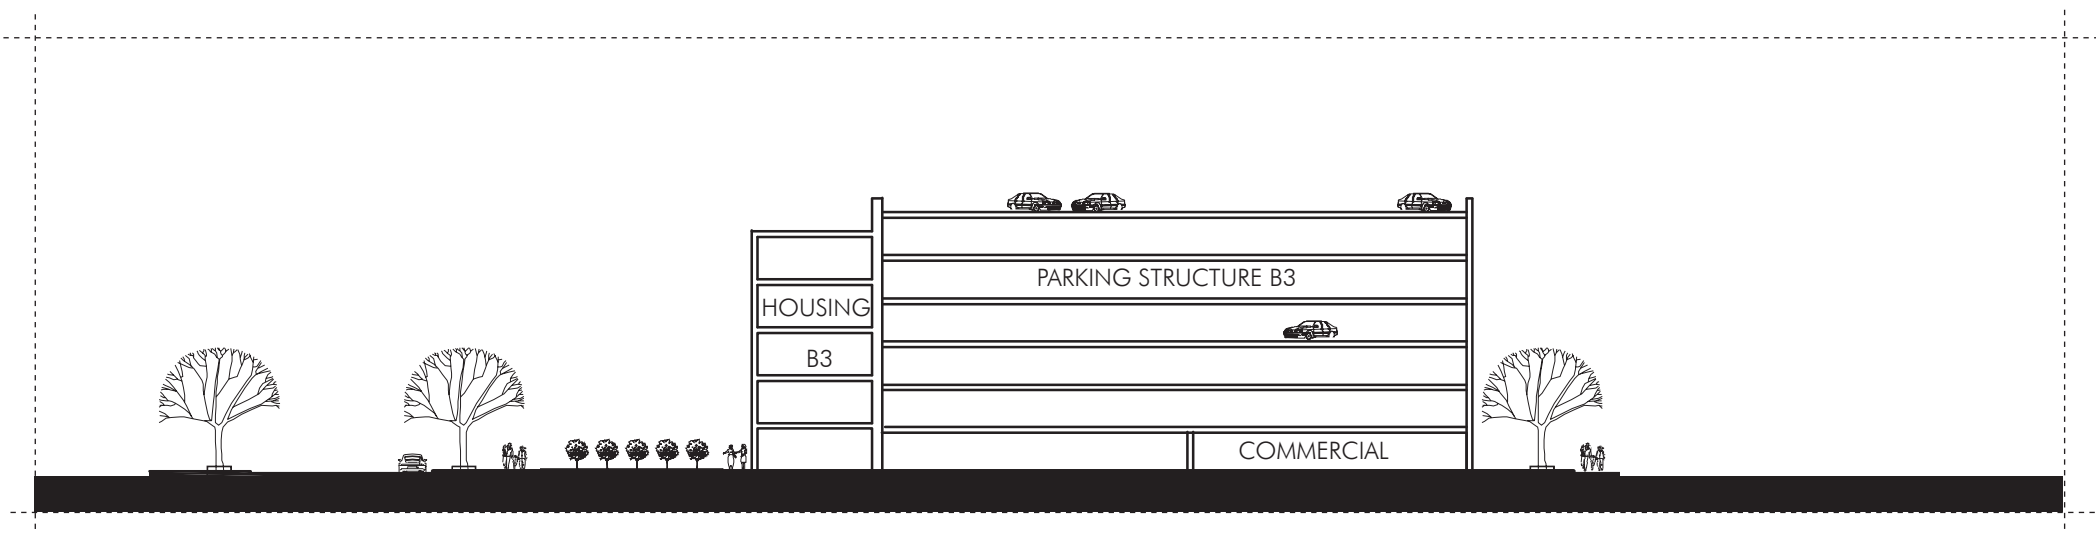 PARKING STRUCTURE B3
HOUSING
B3
COMMERCIAL